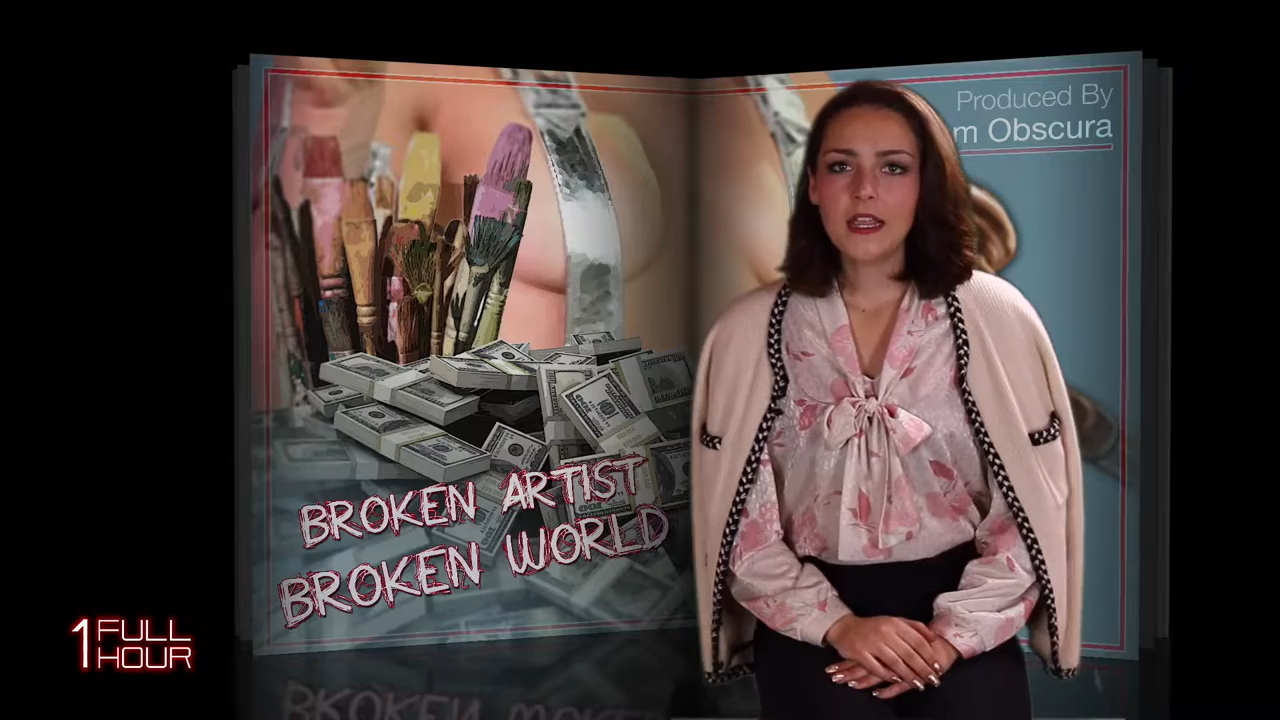 Produced By
m Obscura
BROKEN ARTIST
BROKEN WORLD
1 FULL
HOUR